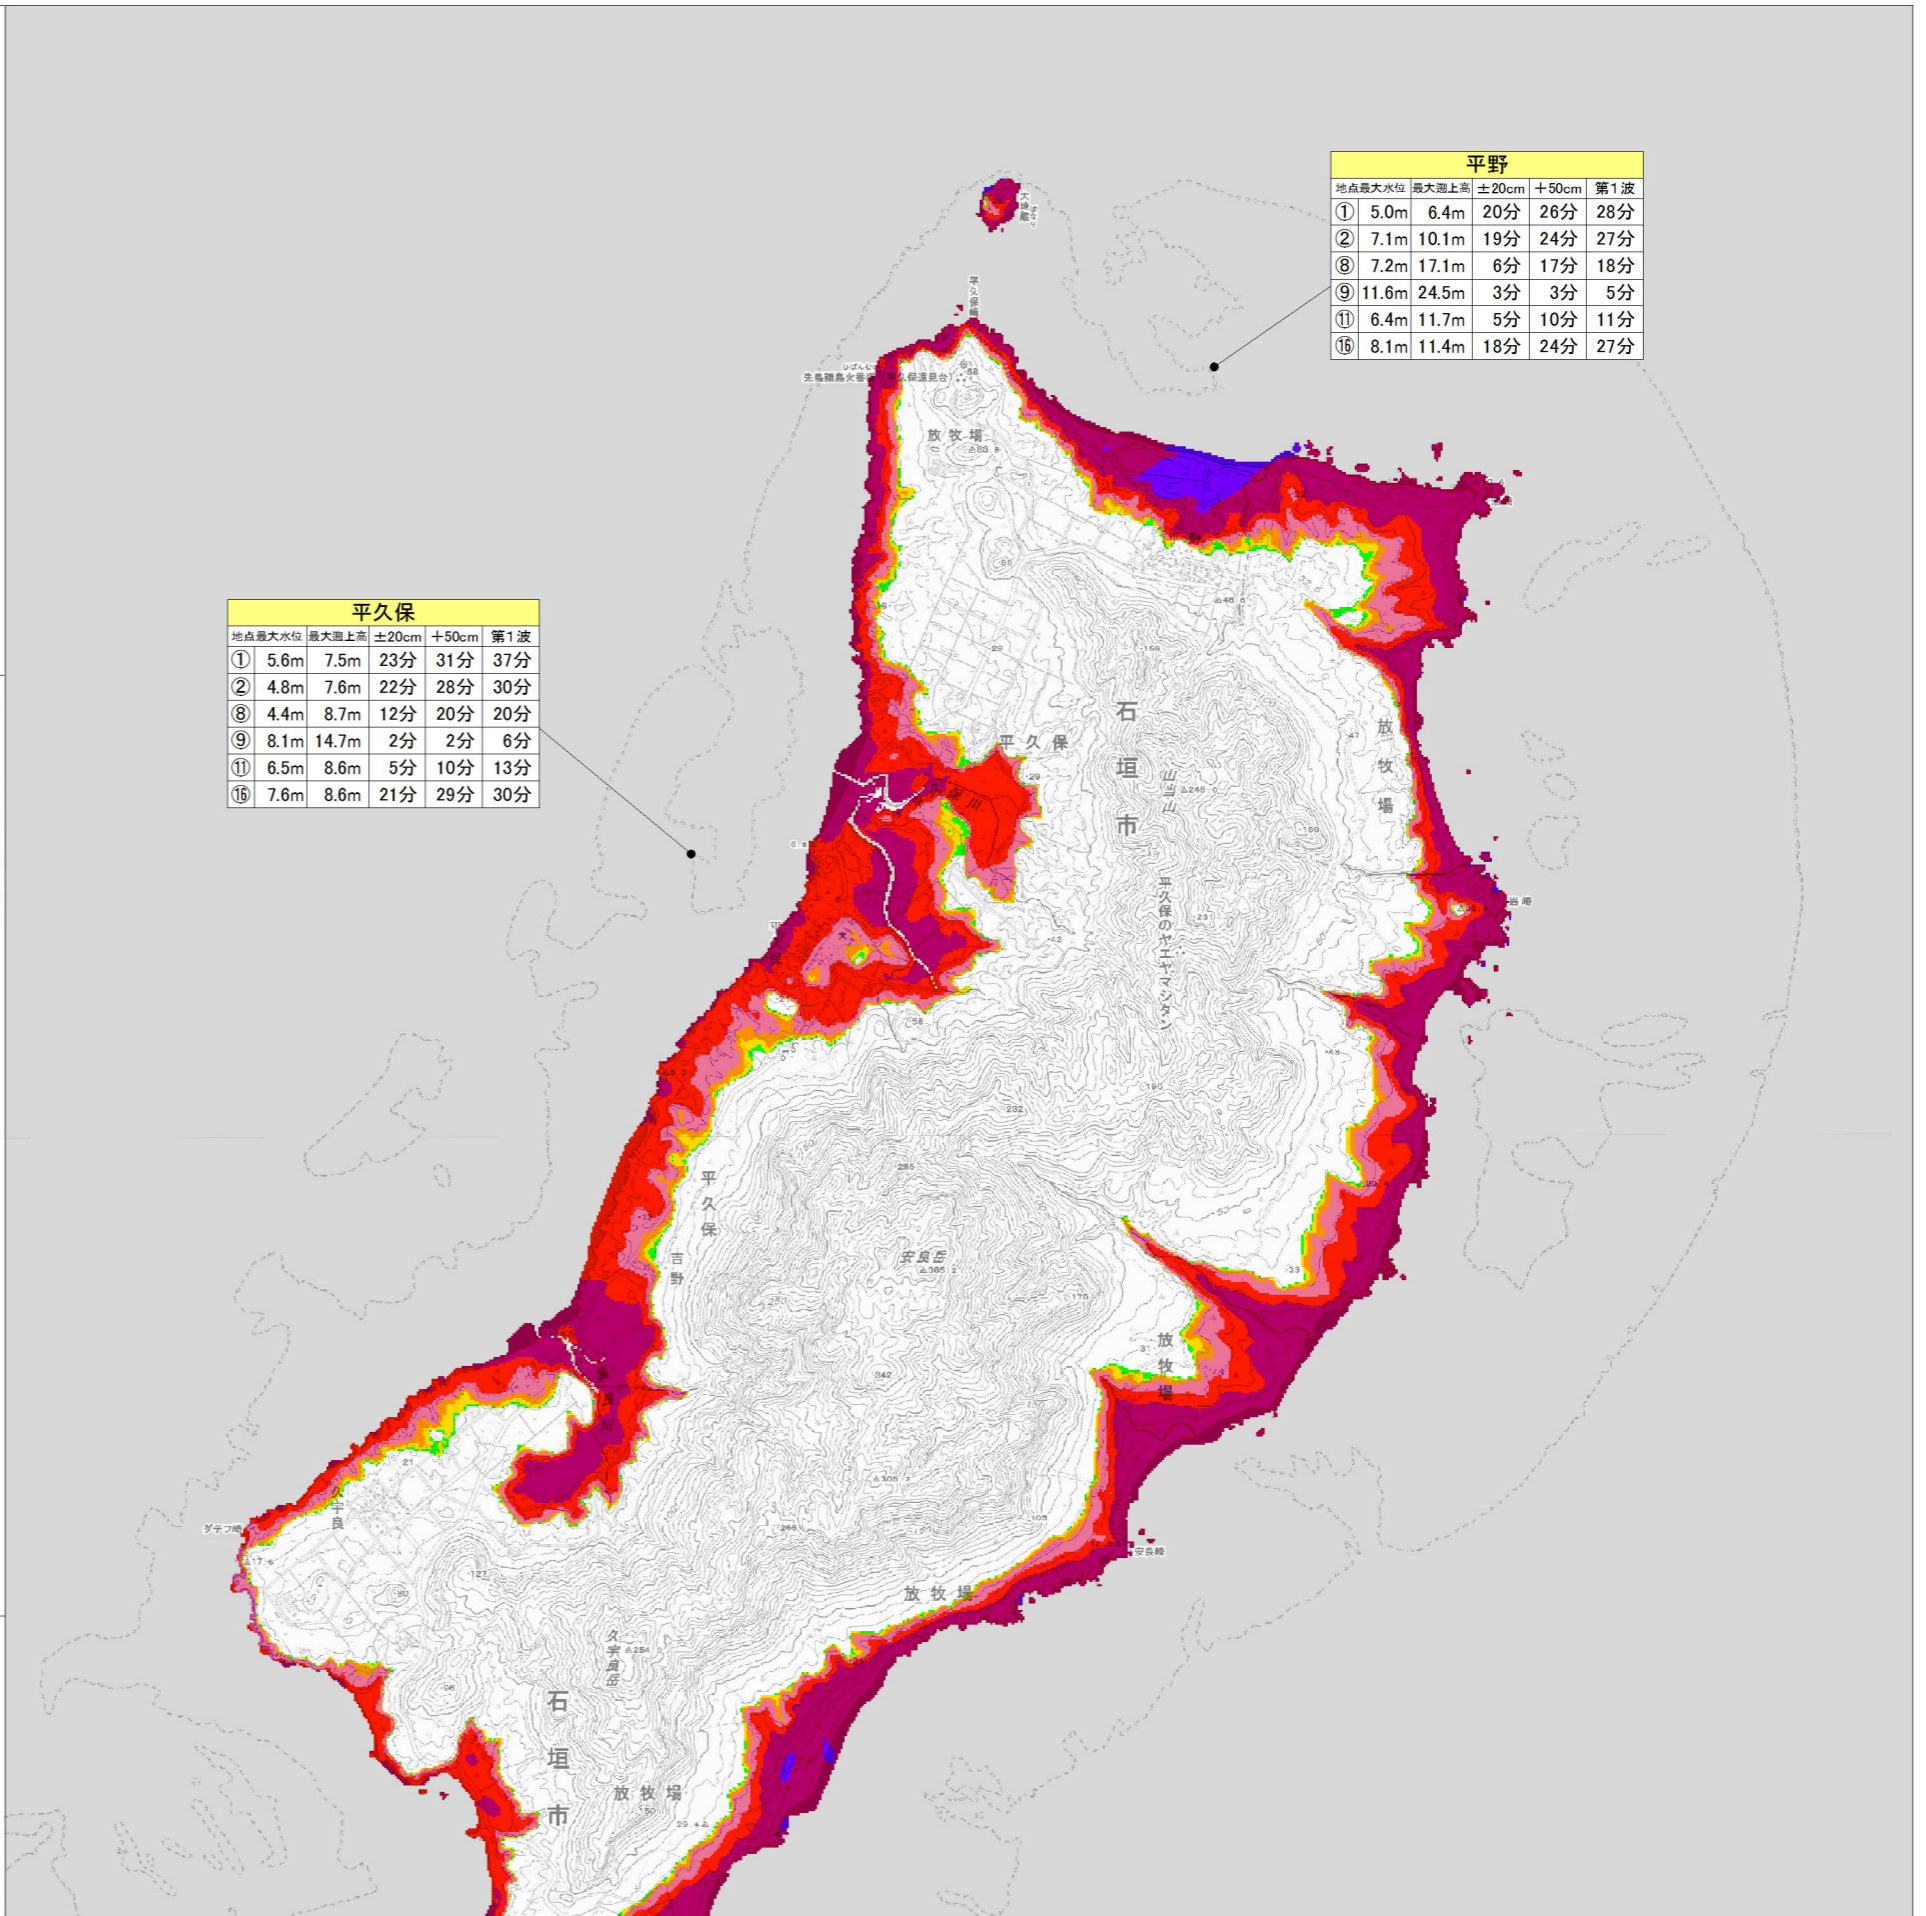 平野
地点 最大水位 最大遡上高 ±20cm +50cm 第1波
① 5.0m 6.4m 20分 26分 28分
② 7.1m 10.1m 19分 24分 27分
⑧ 7.2m 17.1m 6分 17分 18分
⑨ 11.6m 24.5m 3分 3分 5分
⑪ 6.4m 11.7m 5分 10分 11分
⑯ 8.1m 11.4m 18分 24分 27分
平久保崎
放牧場
平久保
地点 最大水位 最大遡上高 ±20cm +50cm 第1波
① 5.6m 7.5m 23分 31分 37分
② 4.8m 7.6m 22分 28分 30分
⑧ 4.4m 8.7m 12分 20分 20分
⑨ 8.1m 14.7m 2分 2分 6分
⑪ 6.5m 8.6m 5分 10分 13分
⑯ 7.6m 8.6m 21分 29分 30分
石垣市
平久保
放牧場
山当山
平久保のヤエヤマシタン
岩崎
232
285
平久保
吉野
安良岳
175
放牧場
342
21
久宇良
127
安良崎
放牧場
久宇良岳
石垣市
放牧場
29.4